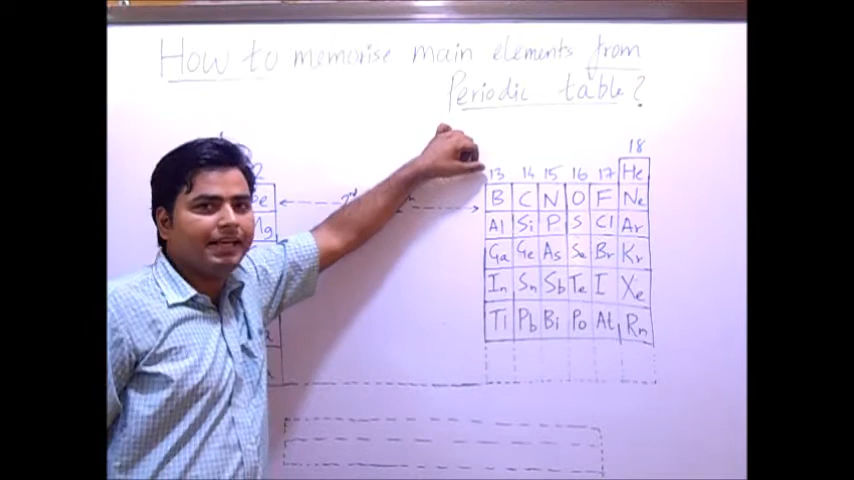 How to memorise main elements from
Periodic table?
18
13 14 15 16 17 He
B C N O F Ne
Al Si P S Cl Ar
Ga Ge As Se Br Kr
In Sn Sb Te I Xe
Tl Pb Bi Po At Rn